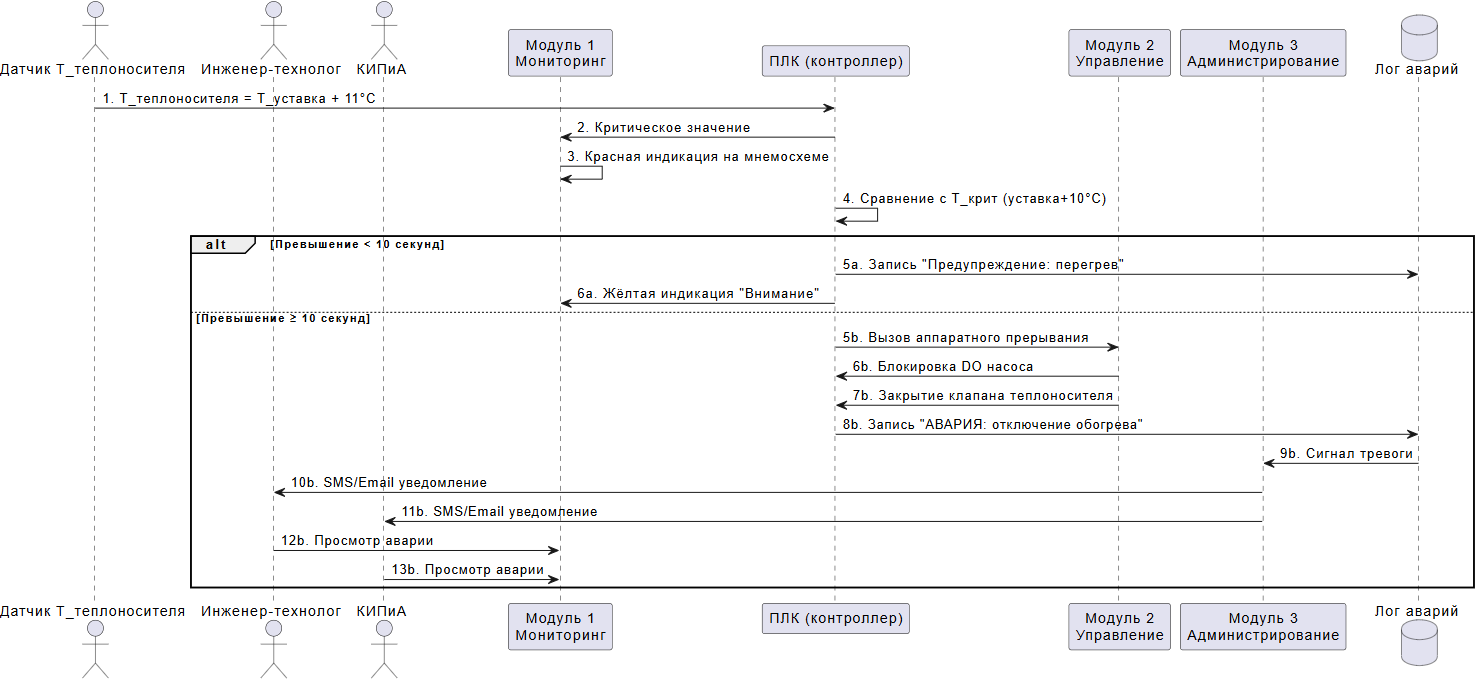 Датчик Т_теплоносителя
Инженер-технолог
КИПиА
Модуль 1
Мониторинг
ПЛК (контроллер)
Модуль 2
Управление
Модуль 3
Администрирование
Лог аварий
1. Т_теплоносителя = Т_уставка + 11°C
2. Критическое значение
3. Красная индикация на мнемосхеме
4. Сравнение с Т_крит (уставка+10°C)
alt
[Превышение < 10 секунд]
5a. Запись "Предупреждение: перегрев"
6a. Жёлтая индикация "Внимание"
[Превышение ≥ 10 секунд]
5b. Вызов аппаратного прерывания
6b. Блокировка DO насоса
7b. Закрытие клапана теплоносителя
8b. Запись "АВАРИЯ: отключение обогрева"
9b. Сигнал тревоги
10b. SMS/Email уведомление
11b. SMS/Email уведомление
12b. Просмотр аварии
13b. Просмотр аварии
Датчик Т_теплоносителя
Инженер-технолог
КИПиА
Модуль 1
Мониторинг
ПЛК (контроллер)
Модуль 2
Управление
Модуль 3
Администрирование
Лог аварий